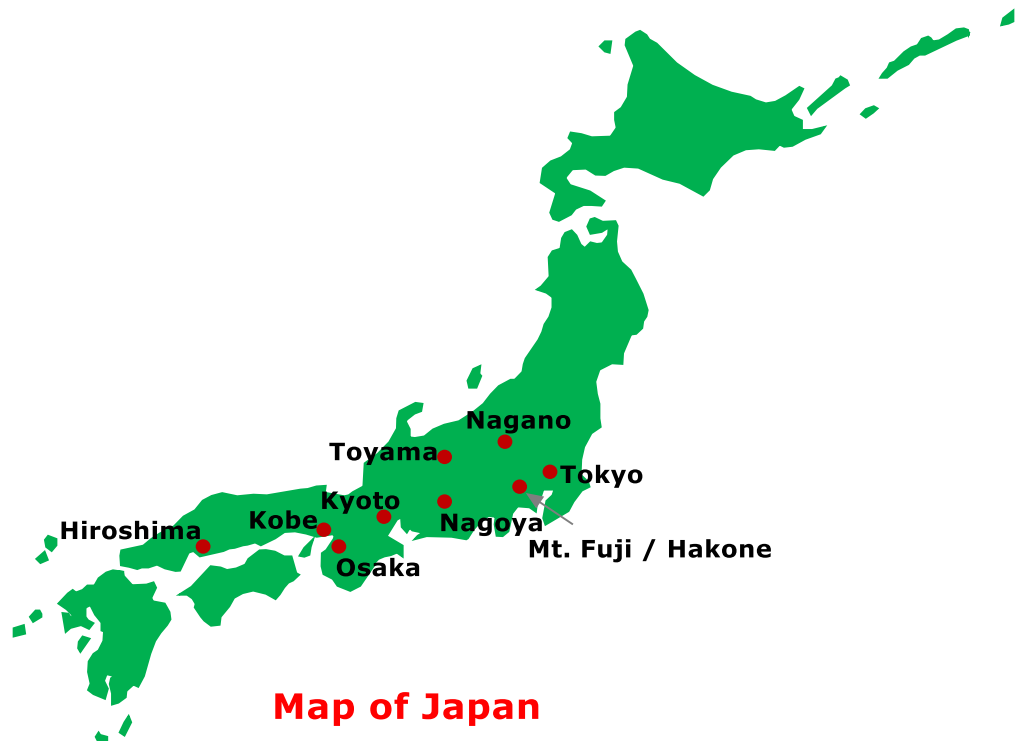 Nagano
Toyama
Tokyo
Kyoto
Kobe
Nagoya
Hiroshima
Mt. Fuji / Hakone
Osaka
Map of Japan